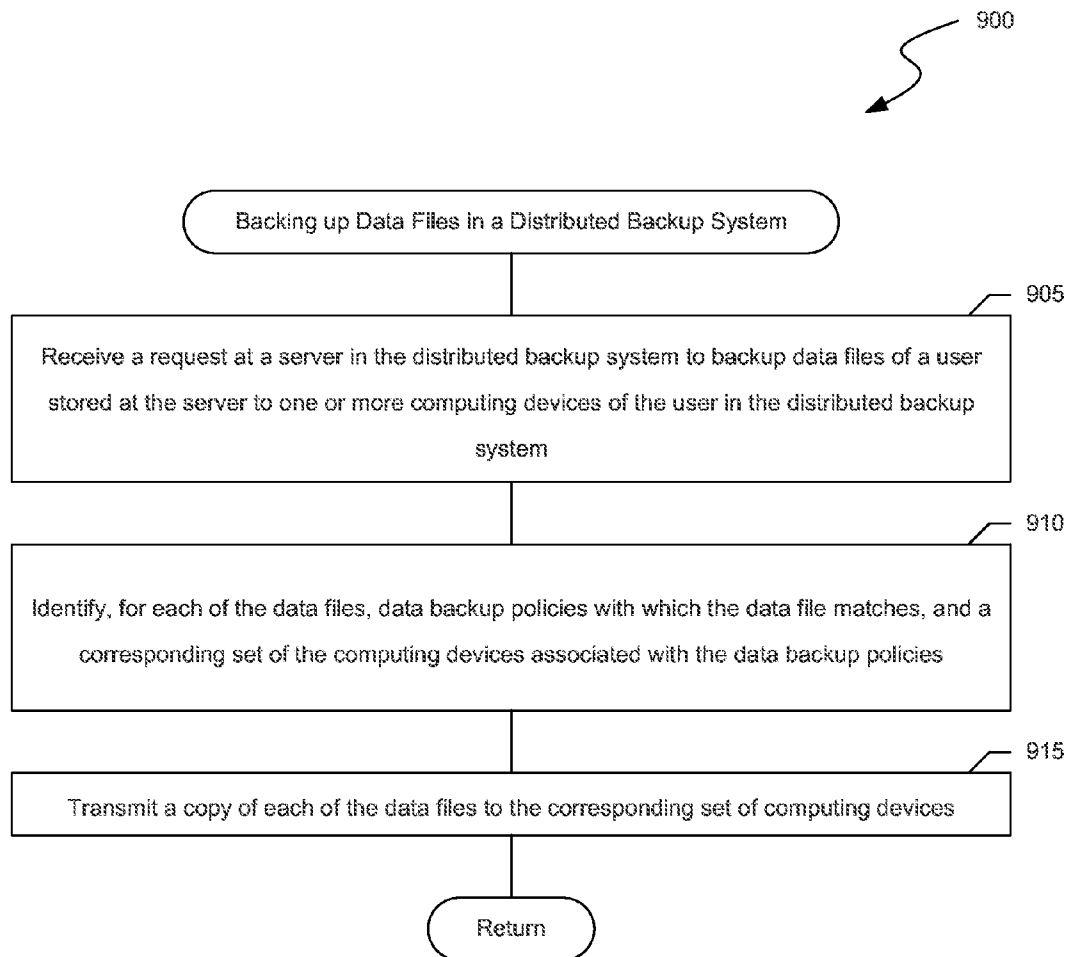 900
Backing up Data Files in a Distributed Backup System
905
Receive a request at a server in the distributed backup system to backup data files of a user
stored at the server to one or more computing devices of the user in the distributed backup
system
910
Identify, for each of the data files, data backup policies with which the data file matches, and a
corresponding set of the computing devices associated with the data backup policies
915
Transmit a copy of each of the data files to the corresponding set of computing devices
Return